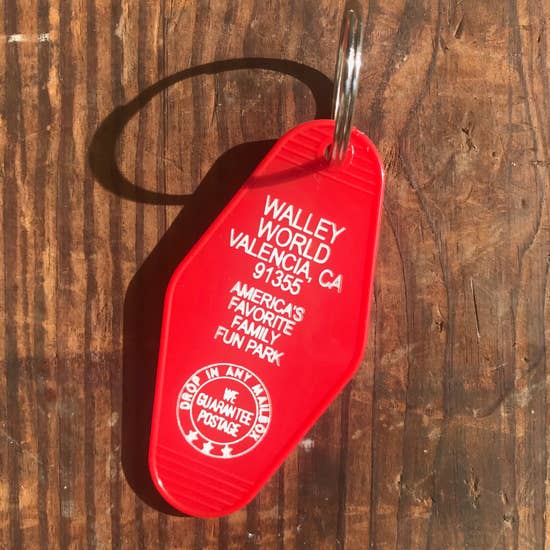 WALLEY
WORLD
VALENCIA, CA
91355
AMERICA'S
FAVORITE
FAMILY
FUN PARK
DROP IN ANY MAILBOX
WE
GUARANTEE
POSTAGE